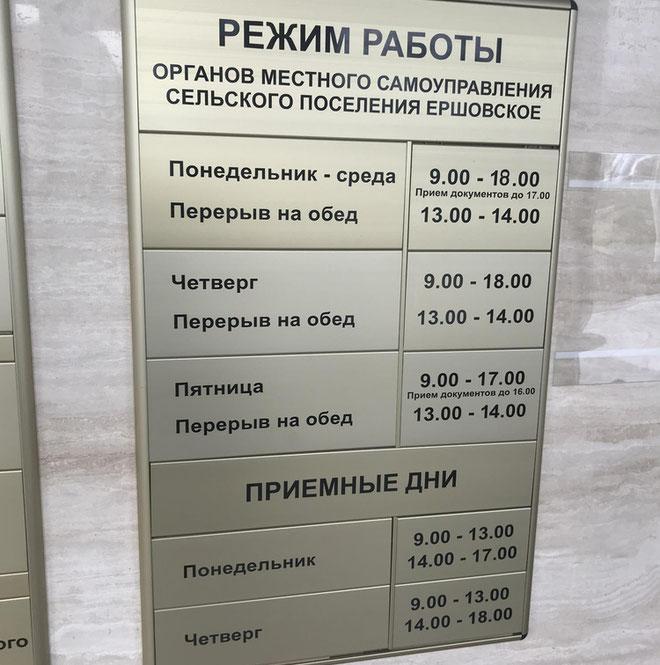 РЕЖИМ РАБОТЫ
ОРГАНОВ МЕСТНОГО САМОУПРАВЛЕНИЯ
СЕЛЬСКОГО ПОСЕЛЕНИЯ ЕРШОВСКОЕ
Понедельник - среда 9.00 - 18.00
Прием документов до 17.00
Перерыв на обед 13.00 - 14.00
Четверг 9.00 - 18.00
Перерыв на обед 13.00 - 14.00
Пятница 9.00 - 17.00
Прием документов до 16.00
Перерыв на обед 13.00 - 14.00
ПРИЕМНЫЕ ДНИ
Понедельник 9.00 - 13.00
14.00 - 17.00
Четверг 9.00 - 13.00
14.00 - 18.00